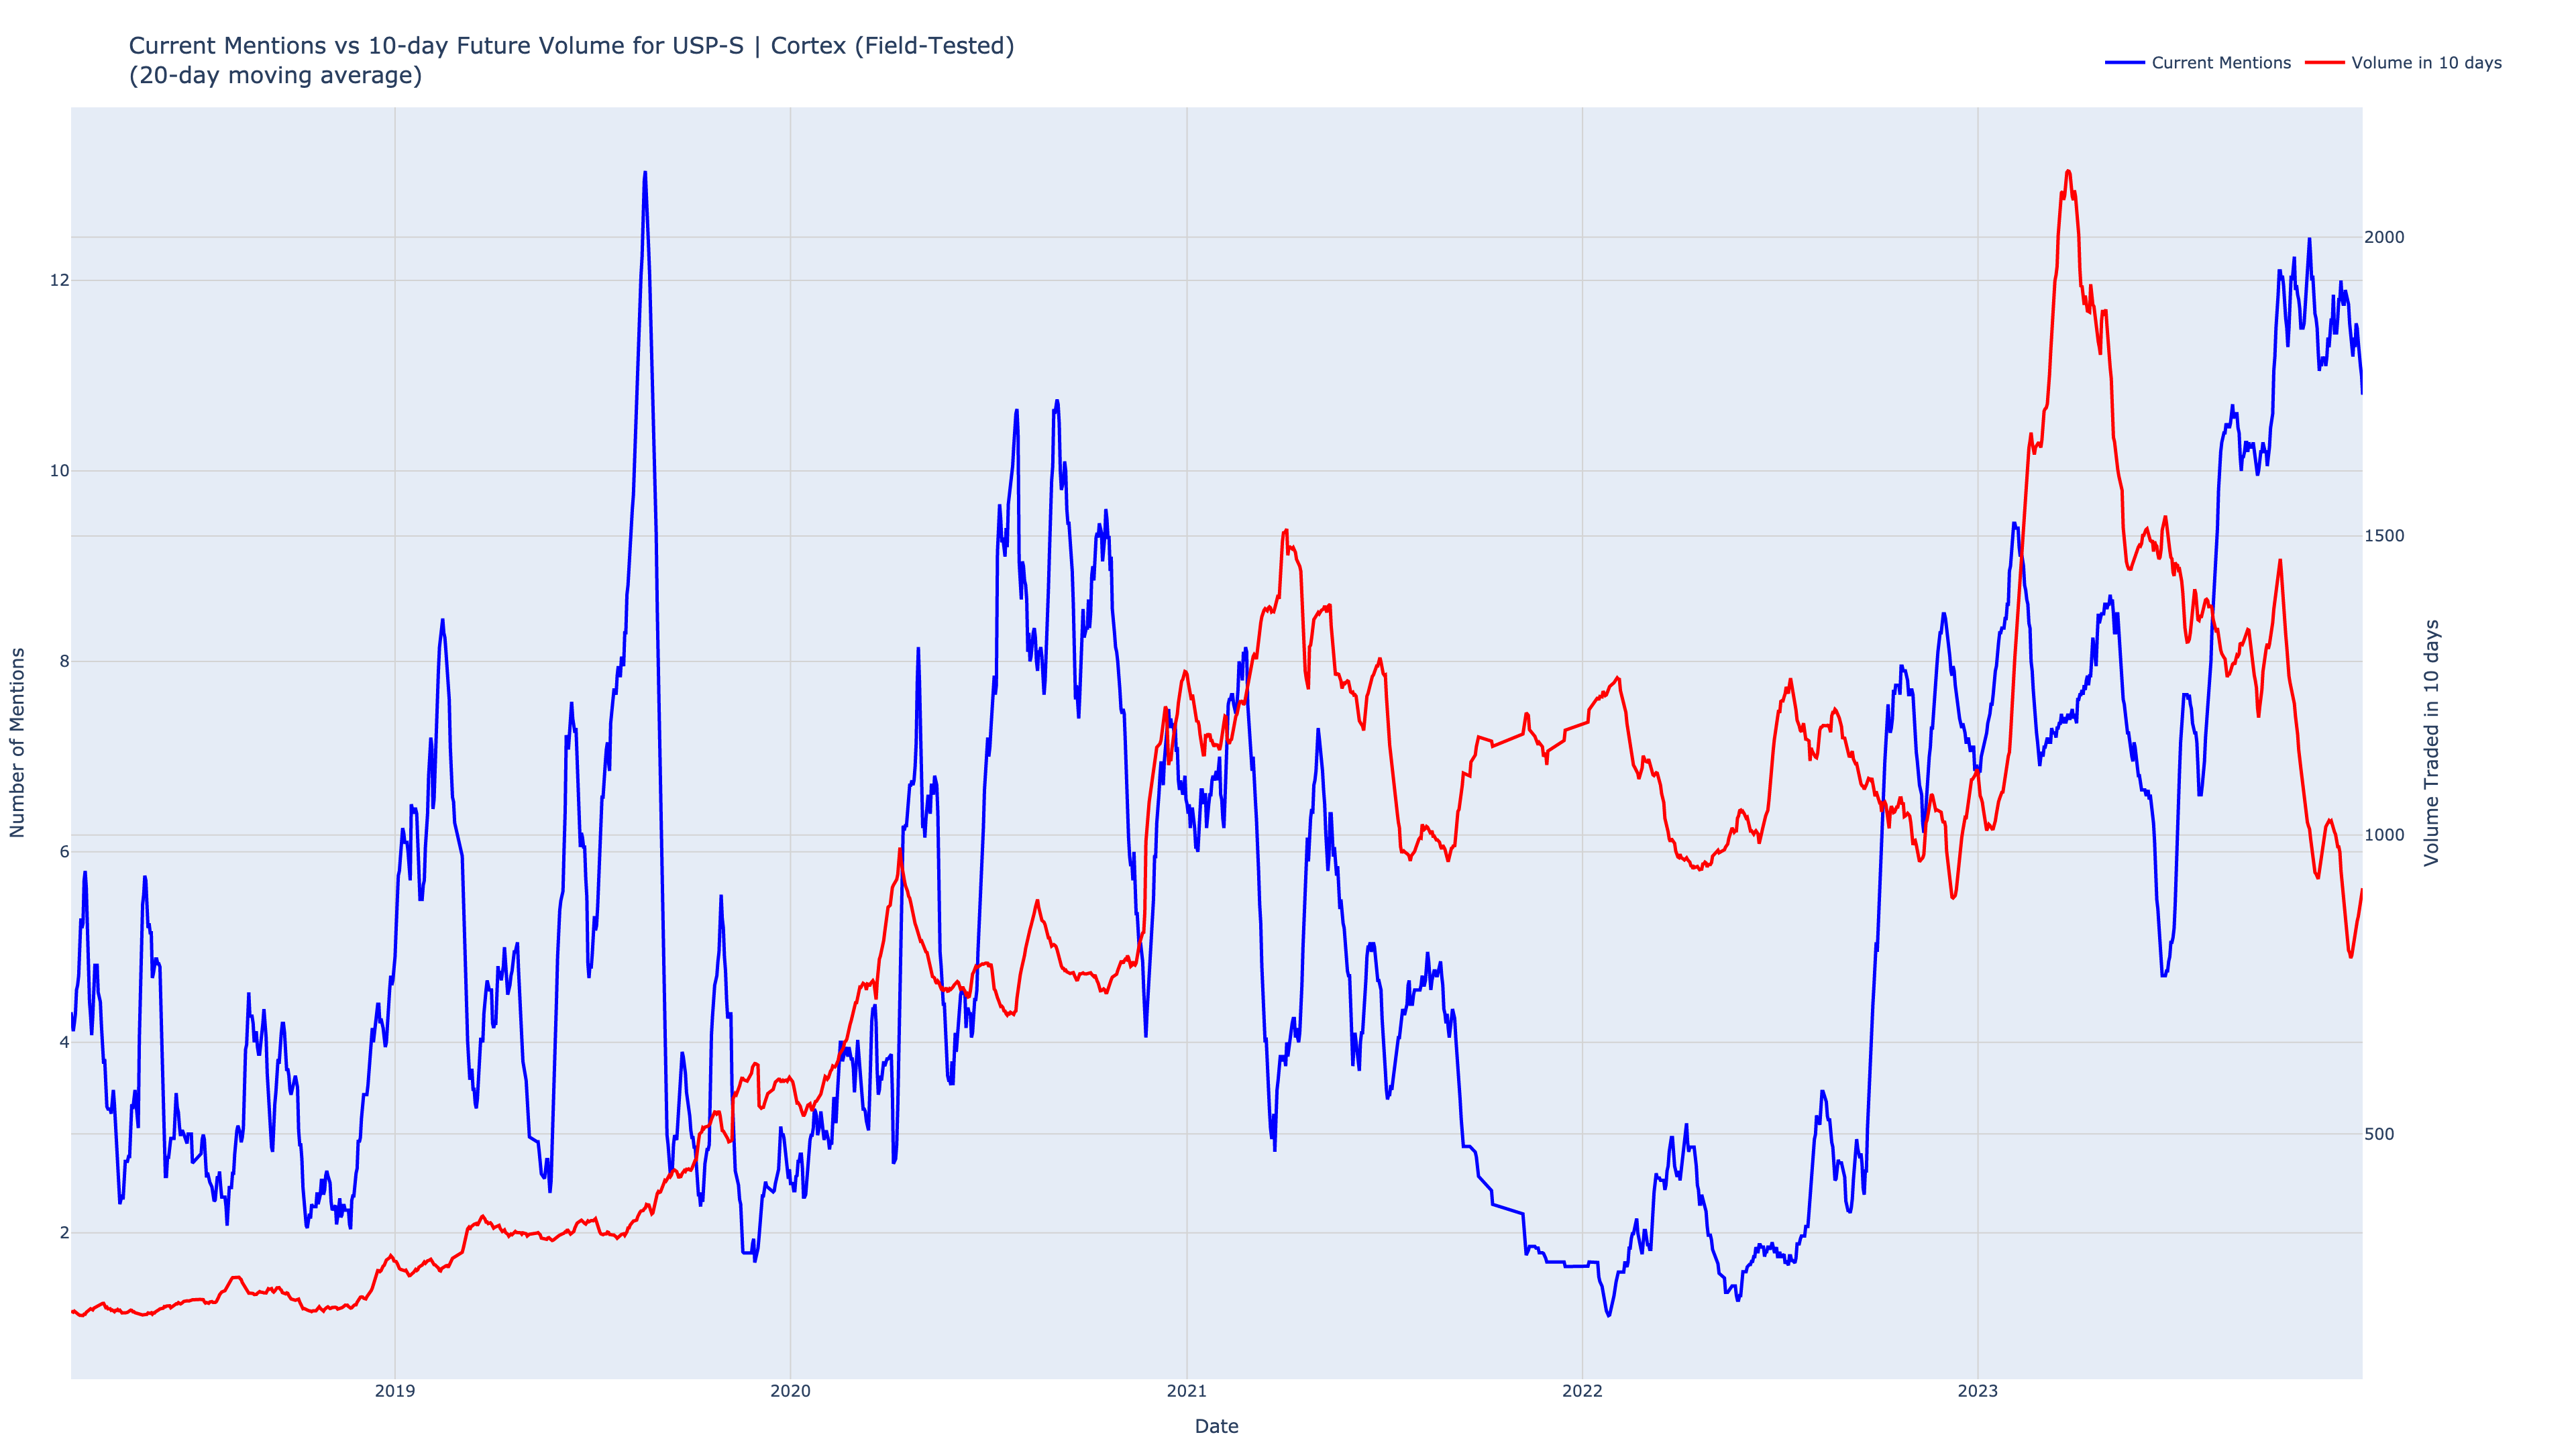 Current Mentions vs 10-day Future Volume for USP-S | Cortex (Field-Tested)
(20-day moving average)
Current Mentions
Volume in 10 days
Number of Mentions
12
10
8
6
4
2
2000
1500
1000
500
Volume Traded in 10 days
2019
2020
2021
2022
2023
Date